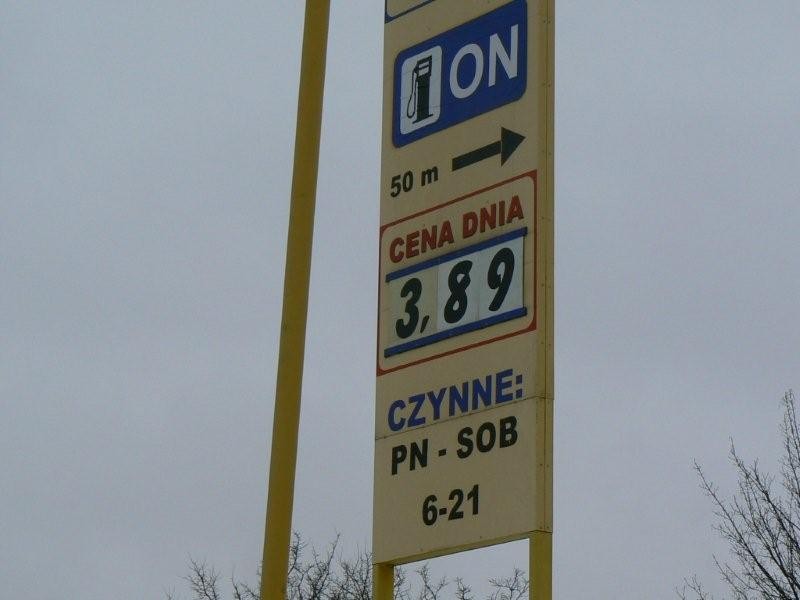 ON
50 m
CENA DNIA
3,89
CZYNNE:
PN - SOB
6-21